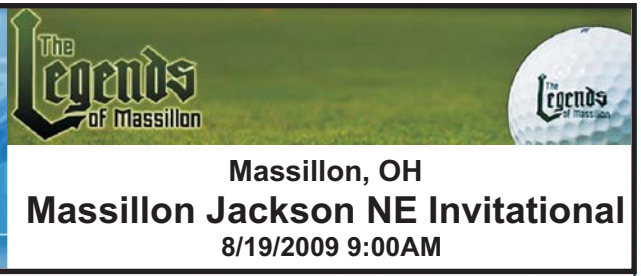 The
Legends
of Massillon
The
Legends
of Massillon
Massillon, OH
Massillon Jackson NE Invitational
8/19/2009 9:00AM